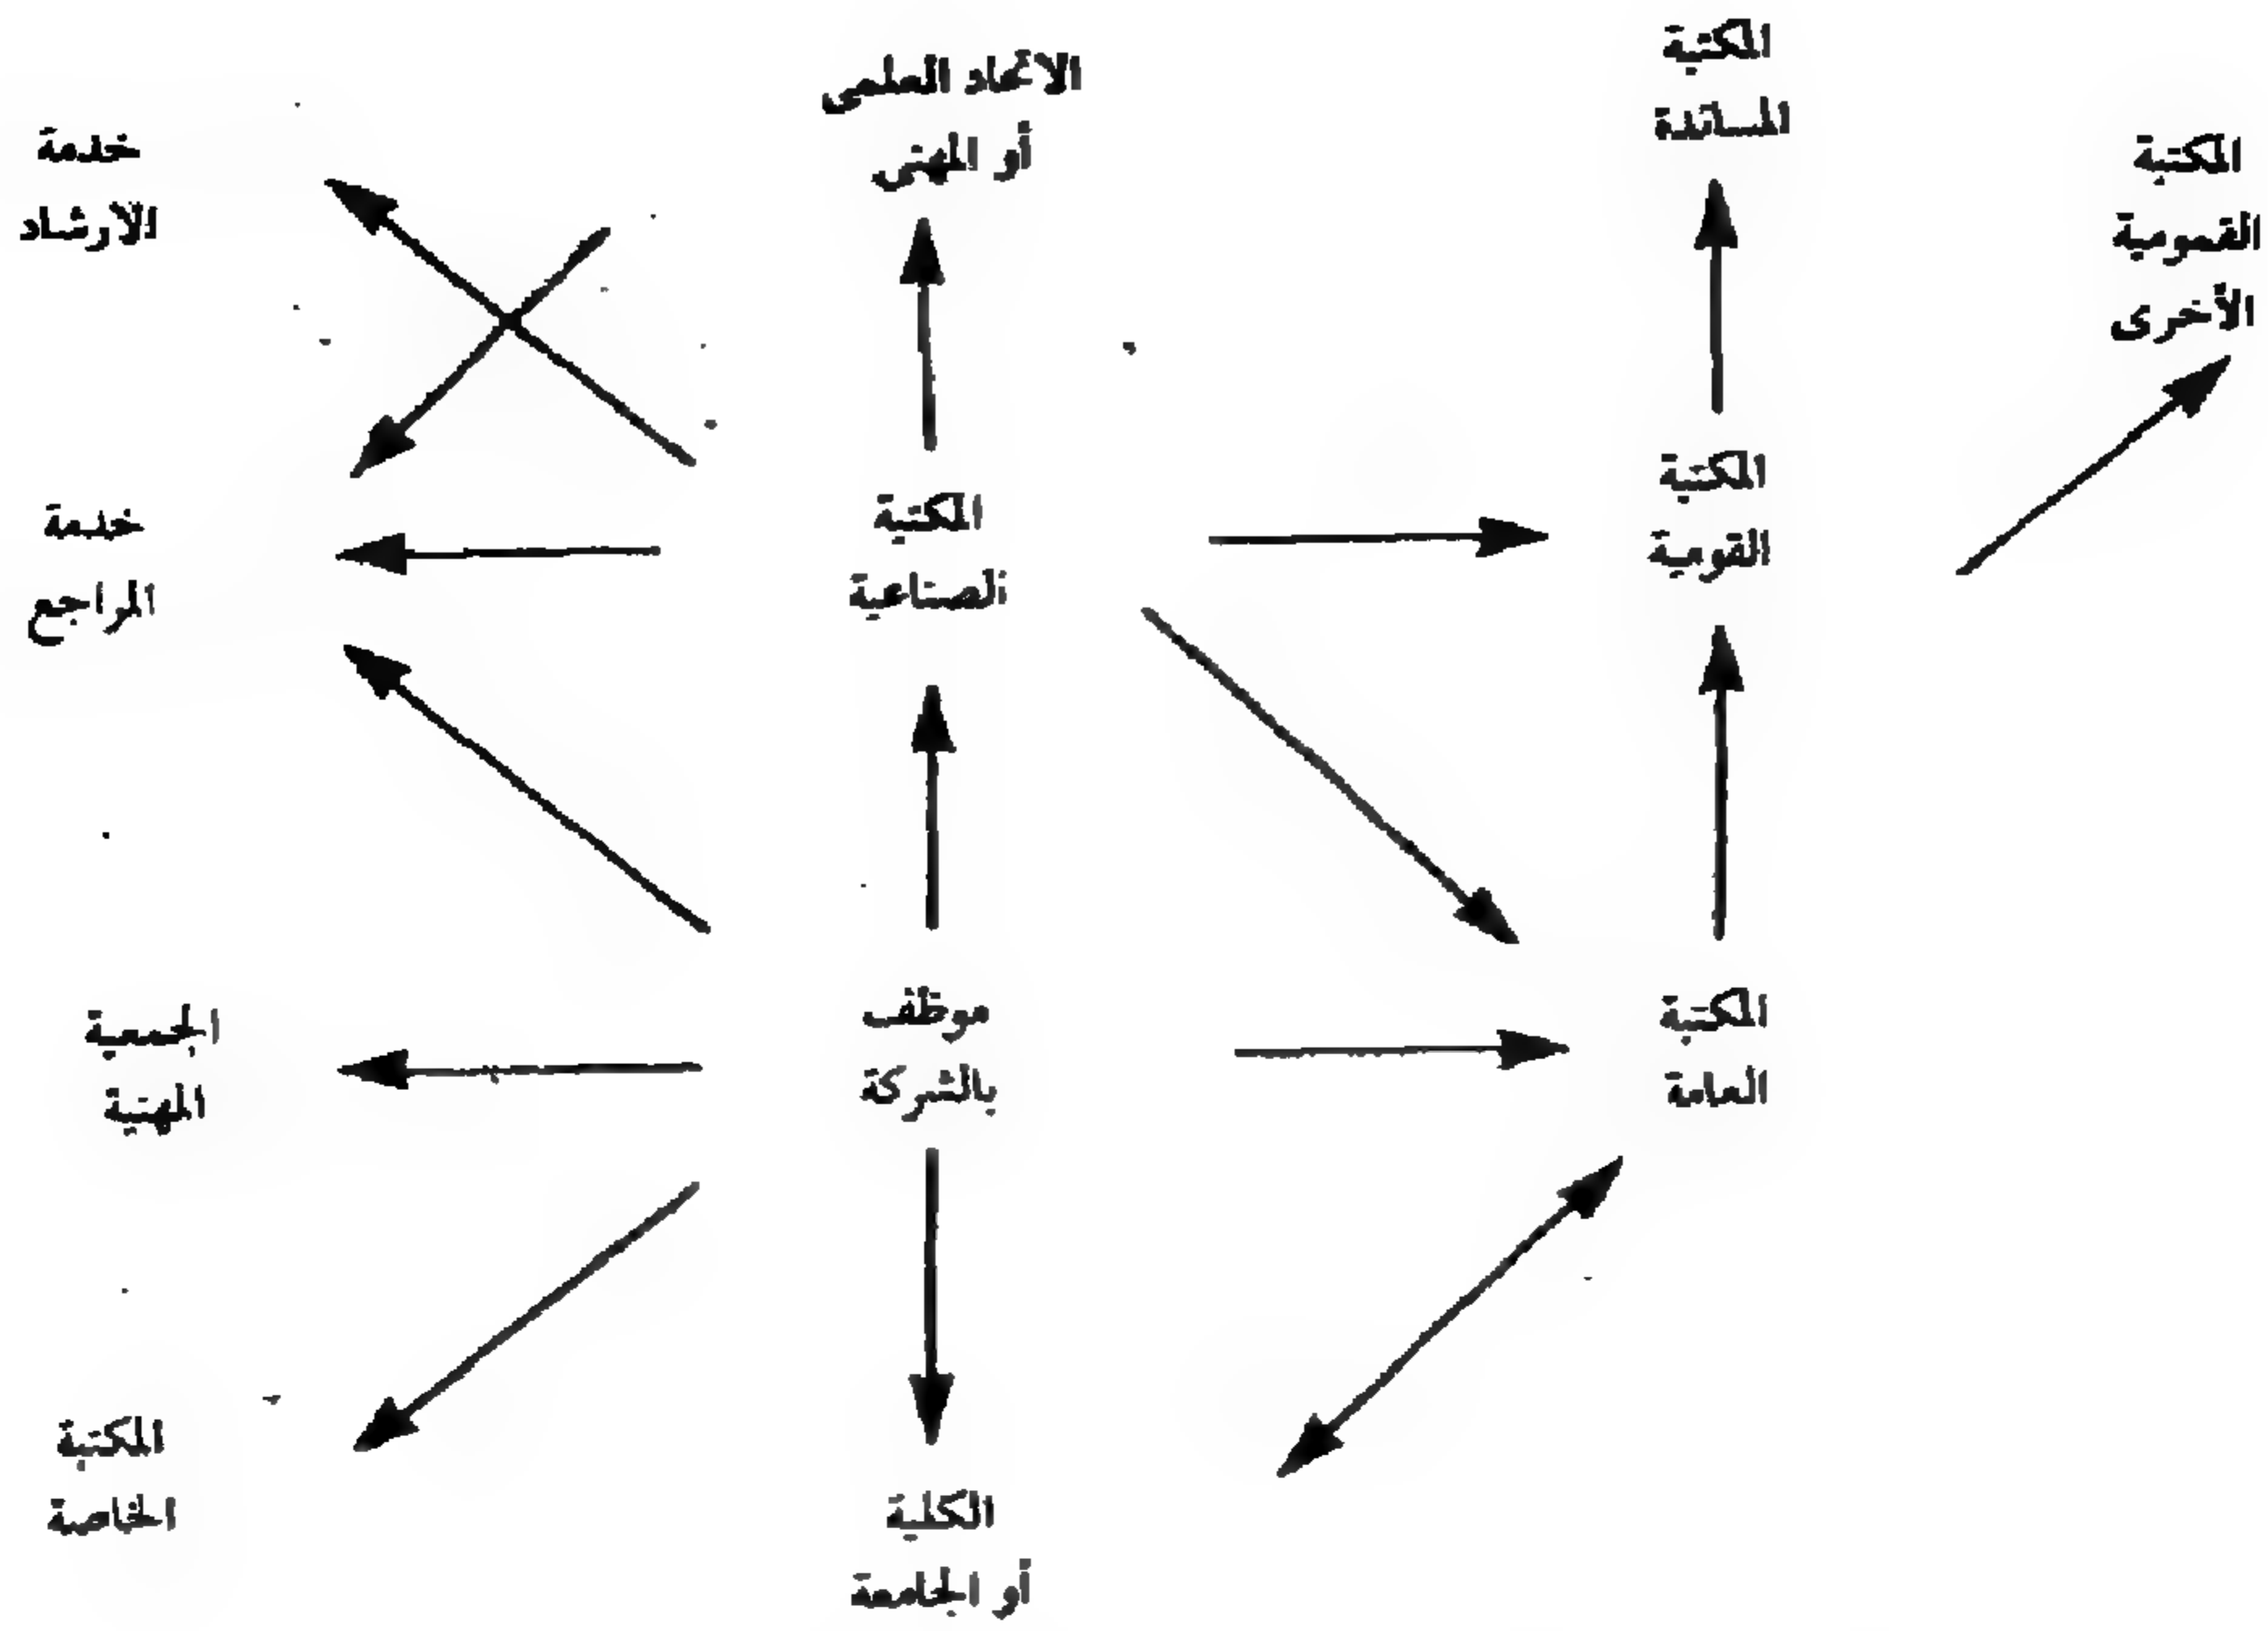 المكتبة
المساندة
الاتحاد العلمى
أو المهنى
المكتبة
القومية
الأخرى
خدمة
الارشاد
المكتبة
القومية
المكتبة
الصناعية
خدمة
المراجع
المكتبة
العامة
موظف
بالشركة
الجمعية
المهنية
المكتبة
الخاصة
الكلية
أو الجامعة